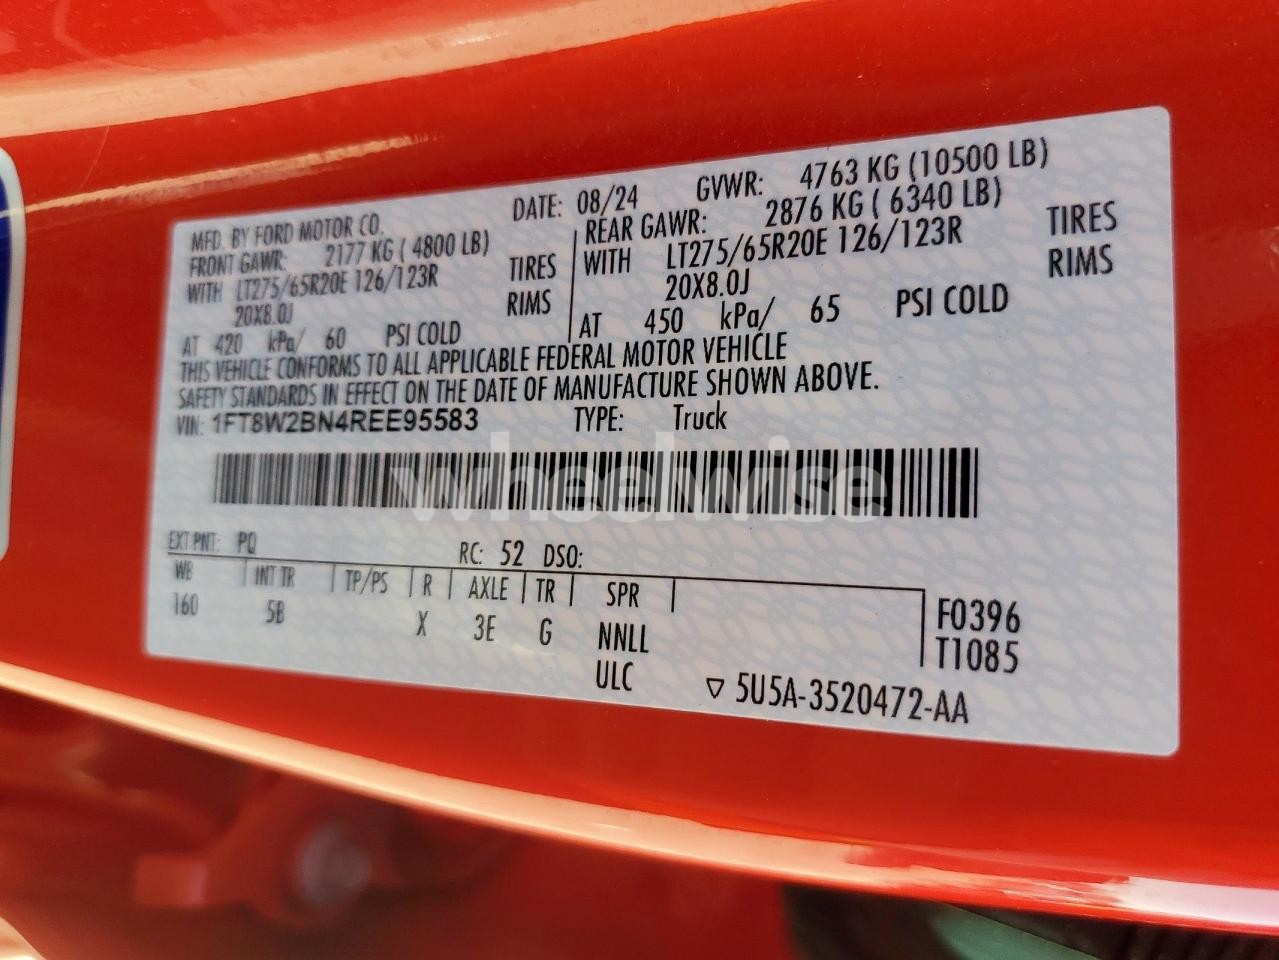 MFD. BY FORD MOTOR CO. DATE: 08/24 GVWR: 4763 KG (10500 LB)
FRONT GAWR: 2177 KG ( 4800 LB) REAR GAWR: 2876 KG ( 6340 LB)
WITH LT275/65R20E 126/123R TIRES WITH LT275/65R20E 126/123R TIRES
20X8.0J RIMS 20X8.0J RIMS
AT 420 kPa/ 60 PSI COLD AT 450 kPa/ 65 PSI COLD
THIS VEHICLE CONFORMS TO ALL APPLICABLE FEDERAL MOTOR VEHICLE
SAFETY STANDARDS IN EFFECT ON THE DATE OF MANUFACTURE SHOWN ABOVE.
VIN: 1FT8W2BN4REE95583 TYPE: Truck
wheelwise
EXT PNT: PQ RC: 52 DSO:
WB INT TR TP/PS R AXLE TR SPR
160 5B X 3E G NNLL F0396
ULC T1085
▽ 5U5A-3520472-AA